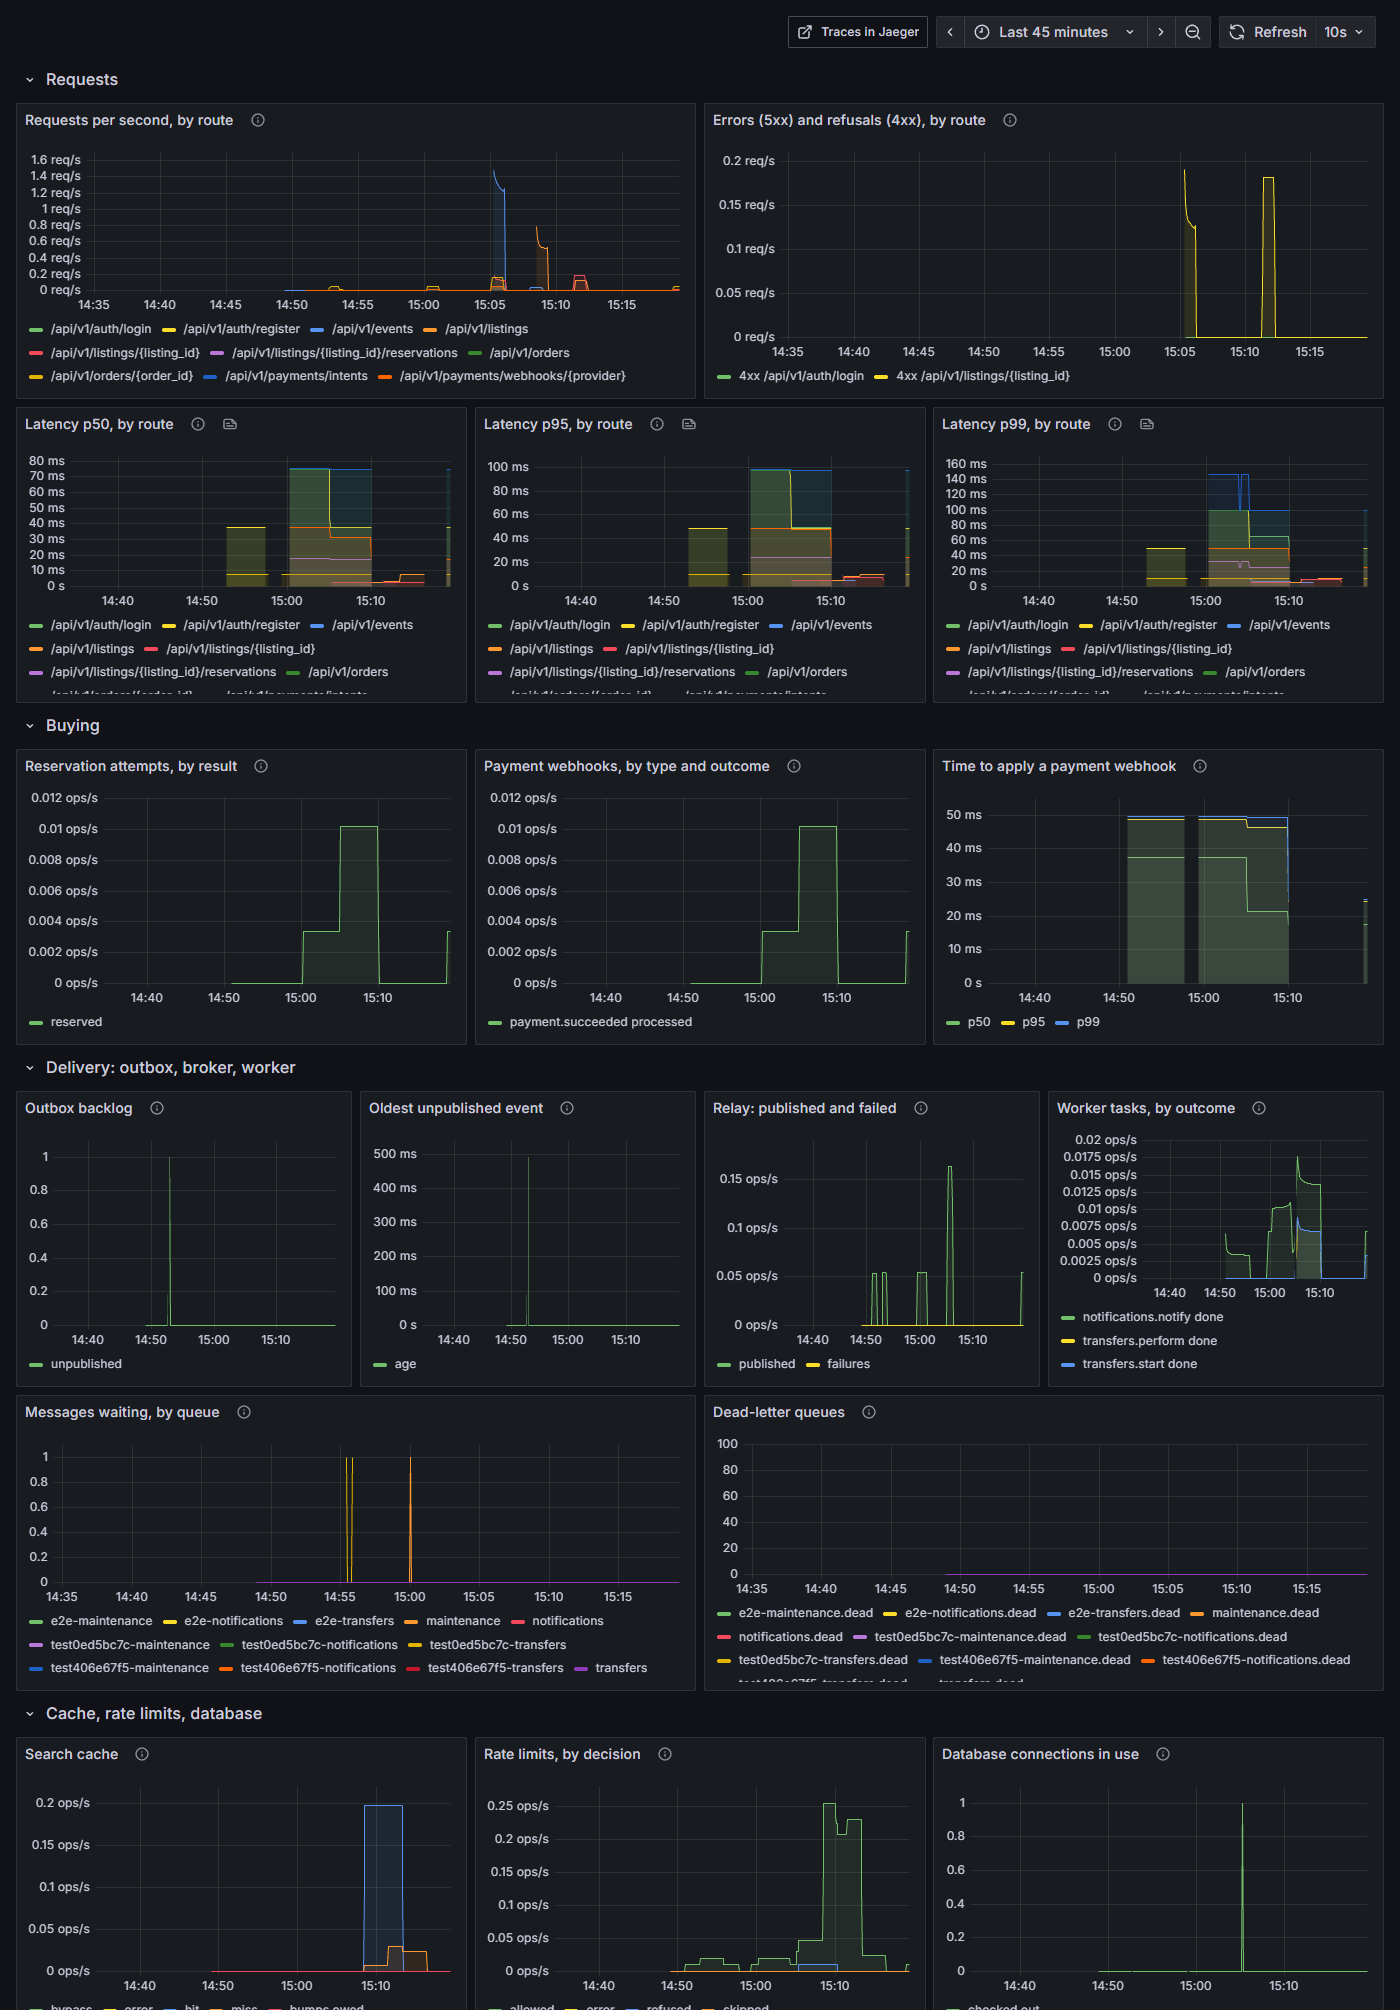 Traces in Jaeger
Last 45 minutes
Refresh 10s
Requests
Requests per second, by route
1.6 req/s
1.4 req/s
1.2 req/s
1 req/s
0.8 req/s
0.6 req/s
0.4 req/s
0.2 req/s
0 req/s
14:35 14:40 14:45 14:50 14:55 15:00 15:05 15:10 15:15
/api/v1/auth/login /api/v1/auth/register /api/v1/events /api/v1/listings
/api/v1/listings/{listing_id} /api/v1/listings/{listing_id}/reservations /api/v1/orders
/api/v1/orders/{order_id} /api/v1/payments/intents /api/v1/payments/webhooks/{provider}
Errors (5xx) and refusals (4xx), by route
0.2 req/s
0.15 req/s
0.1 req/s
0.05 req/s
0 req/s
14:35 14:40 14:45 14:50 14:55 15:00 15:05 15:10 15:15
4xx /api/v1/auth/login 4xx /api/v1/listings/{listing_id}
Latency p50, by route
80 ms
70 ms
60 ms
50 ms
40 ms
30 ms
20 ms
10 ms
0 s
14:40 14:50 15:00 15:10
/api/v1/auth/login /api/v1/auth/register /api/v1/events
/api/v1/listings /api/v1/listings/{listing_id}
/api/v1/listings/{listing_id}/reservations /api/v1/orders
Latency p95, by route
100 ms
80 ms
60 ms
40 ms
20 ms
0 s
14:40 14:50 15:00 15:10
/api/v1/auth/login /api/v1/auth/register /api/v1/events
/api/v1/listings /api/v1/listings/{listing_id}
/api/v1/listings/{listing_id}/reservations /api/v1/orders
Latency p99, by route
160 ms
140 ms
120 ms
100 ms
80 ms
60 ms
40 ms
20 ms
0 s
14:40 14:50 15:00 15:10
/api/v1/auth/login /api/v1/auth/register /api/v1/events
/api/v1/listings /api/v1/listings/{listing_id}
/api/v1/listings/{listing_id}/reservations /api/v1/orders
Buying
Reservation attempts, by result
0.012 ops/s
0.01 ops/s
0.008 ops/s
0.006 ops/s
0.004 ops/s
0.002 ops/s
0 ops/s
14:40 14:50 15:00 15:10
reserved
Payment webhooks, by type and outcome
0.012 ops/s
0.01 ops/s
0.008 ops/s
0.006 ops/s
0.004 ops/s
0.002 ops/s
0 ops/s
14:40 14:50 15:00 15:10
payment.succeeded processed
Time to apply a payment webhook
50 ms
40 ms
30 ms
20 ms
10 ms
0 s
14:40 14:50 15:00 15:10
p50 p95 p99
Delivery: outbox, broker, worker
Outbox backlog
1
0.8
0.6
0.4
0.2
0
14:40 14:50 15:00 15:10
unpublished
Oldest unpublished event
500 ms
400 ms
300 ms
200 ms
100 ms
0 s
14:40 14:50 15:00 15:10
age
Relay: published and failed
0.15 ops/s
0.1 ops/s
0.05 ops/s
0 ops/s
14:40 14:50 15:00 15:10
published failures
Worker tasks, by outcome
0.02 ops/s
0.0175 ops/s
0.015 ops/s
0.0125 ops/s
0.01 ops/s
0.0075 ops/s
0.005 ops/s
0.0025 ops/s
0 ops/s
14:40 14:50 15:00 15:10
notifications.notify done
transfers.perform done
transfers.start done
Messages waiting, by queue
1
0.8
0.6
0.4
0.2
0
14:35 14:40 14:45 14:50 14:55 15:00 15:05 15:10 15:15
e2e-maintenance e2e-notifications e2e-transfers maintenance notifications
test0ed5bc7c-maintenance test0ed5bc7c-notifications test0ed5bc7c-transfers
test406e67f5-maintenance test406e67f5-notifications test406e67f5-transfers transfers
Dead-letter queues
100
80
60
40
20
0
14:35 14:40 14:45 14:50 14:55 15:00 15:05 15:10 15:15
e2e-maintenance.dead e2e-notifications.dead e2e-transfers.dead maintenance.dead
notifications.dead test0ed5bc7c-maintenance.dead test0ed5bc7c-notifications.dead
test0ed5bc7c-transfers.dead test406e67f5-maintenance.dead test406e67f5-notifications.dead
Cache, rate limits, database
Search cache
0.2 ops/s
0.15 ops/s
0.1 ops/s
0.05 ops/s
0 ops/s
14:40 14:50 15:00 15:10
Rate limits, by decision
0.25 ops/s
0.2 ops/s
0.15 ops/s
0.1 ops/s
0.05 ops/s
0 ops/s
14:40 14:50 15:00 15:10
Database connections in use
1
0.8
0.6
0.4
0.2
0
14:40 14:50 15:00 15:10